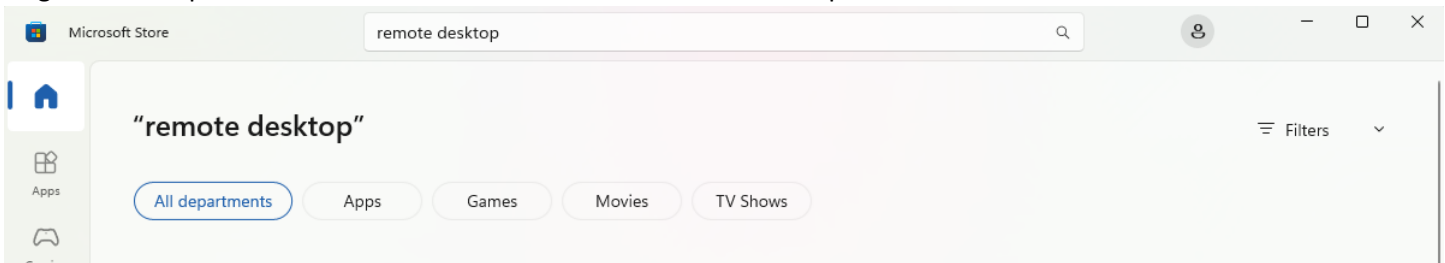 Microsoft Store
remote desktop
“remote desktop”
Filters
Apps
All departments
Apps
Games
Movies
TV Shows